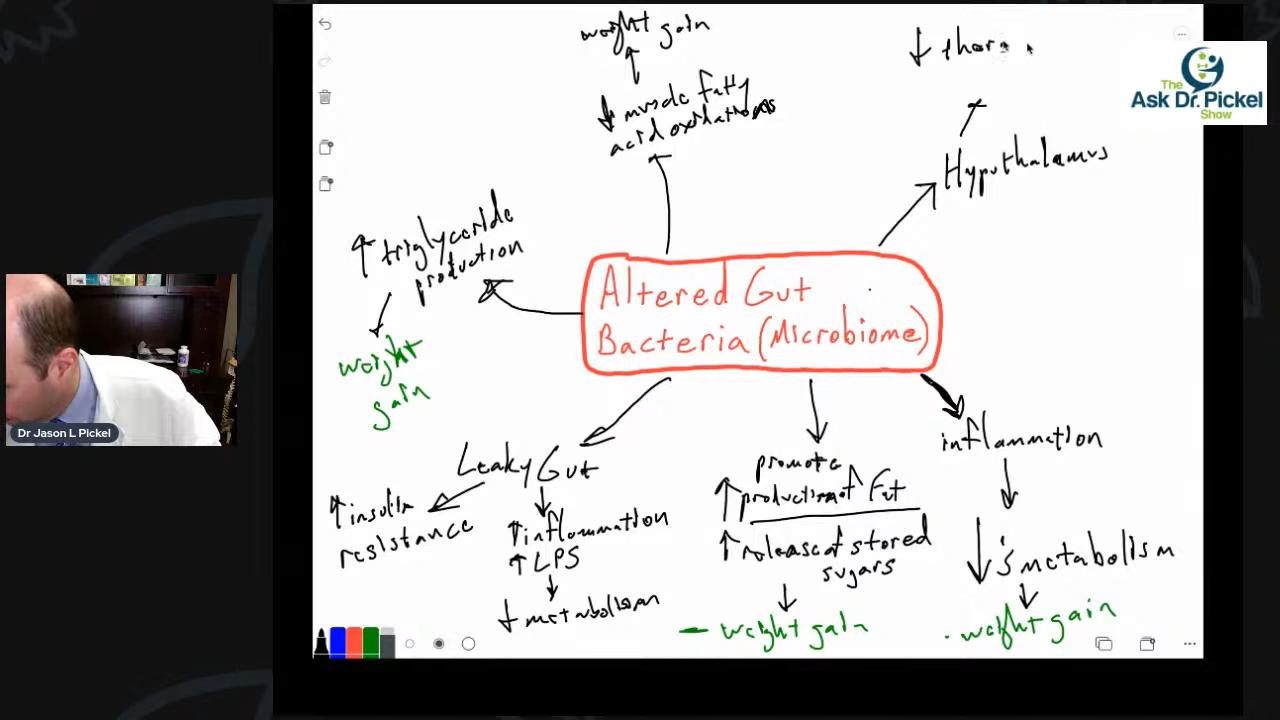 weight gain
↑
↓ muscle fatty
acid oxidations
↓ ther
Hypothalamus
The
Ask Dr. Pickel
Show
↑ triglyceride
production
weight
gain
Altered Gut
Bacteria (Microbiome)
Dr Jason L Pickel
Leaky Gut
↑ insulin
resistance
↑ inflammation
↑ LPS
↓ metabolism
promote
↑ production of Fat
↑ release of stored
sugars
- weight gain
inflammation
↓'s metabolism
· weight gain